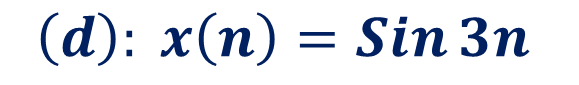 (d): x(n) = Sin 3n